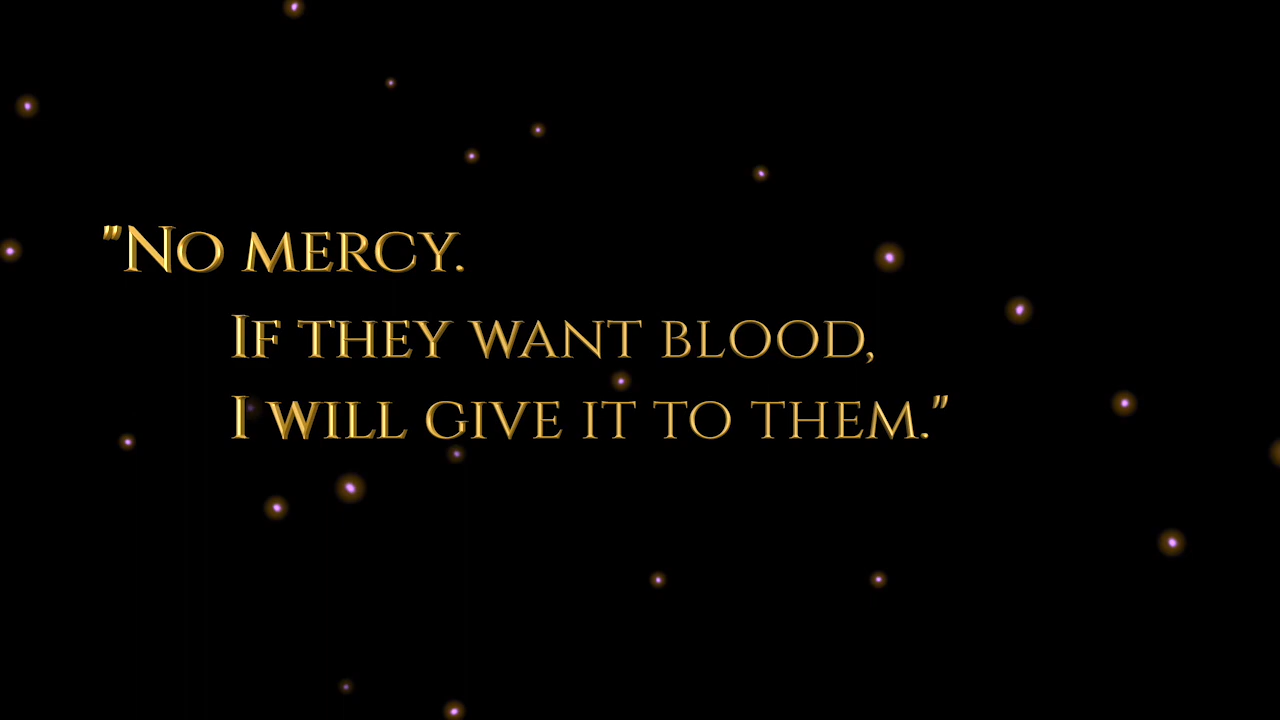 "No mercy.
If they want blood,
I will give it to them."